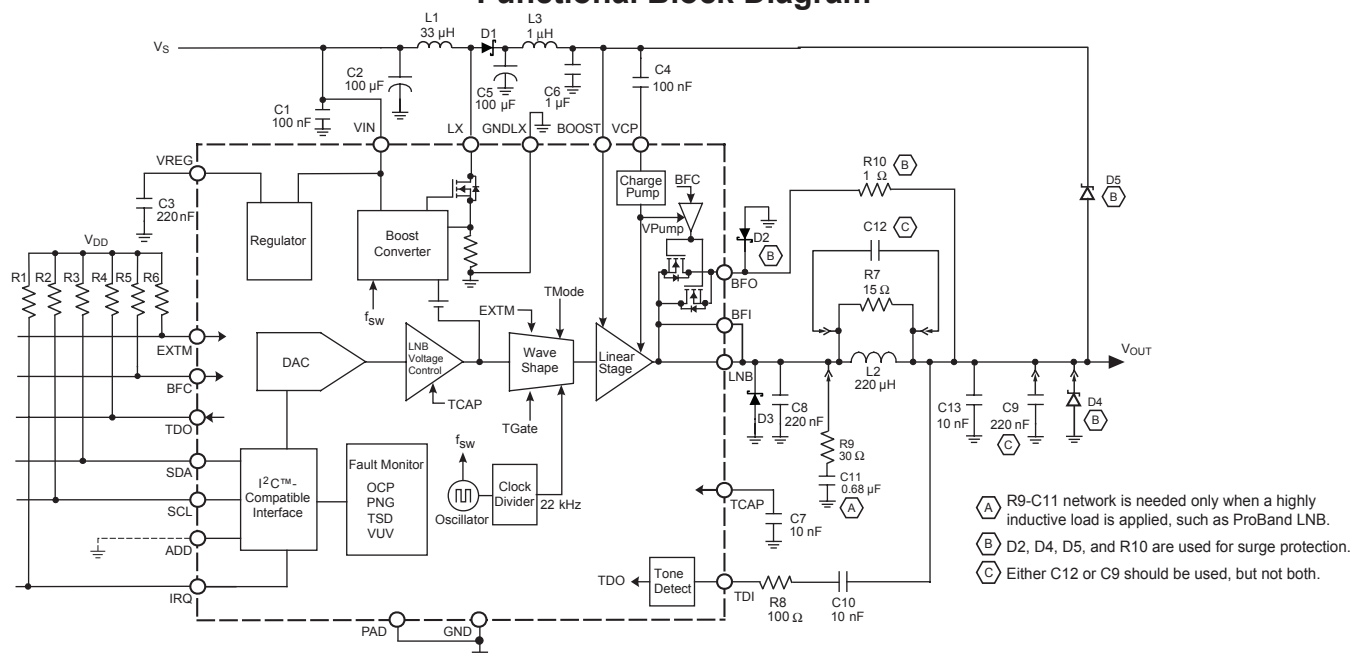 Functional Block Diagram
L1
33 µH
D1
L3
1 µH
VS
C2
100 µF
C5
100 µF
C6
1 µF
C4
100 nF
C1
100 nF
VIN
LX
GNDLX
BOOST
VCP
VREG
C3
220 nF
Regulator
Boost
Converter
fsw
Charge
Pump
BFC
VPump
D2
B
R10
1 Ω
B
D5
B
C12
C
R7
15 Ω
BFO
BFI
LNB
VDD
R1
R2
R3
R4
R5
R6
EXTM
BFC
TDO
SDA
SCL
ADD
IRQ
DAC
LNB
Voltage
Control
TCAP
EXTM
TMode
Wave
Shape
TGate
Linear
Stage
L2
220 µH
VOUT
D3
C8
220 nF
R9
30 Ω
C11
0.68 µF
A
C13
10 nF
C9
220 nF
C
D4
B
I2C™-
Compatible
Interface
Fault Monitor
OCP
PNG
TSD
VUV
fsw
Oscillator
Clock
Divider
22 kHz
TCAP
C7
10 nF
TDO
Tone
Detect
TDI
R8
100 Ω
C10
10 nF
PAD
GND
A R9-C11 network is needed only when a highly
inductive load is applied, such as ProBand LNB.
B D2, D4, D5, and R10 are used for surge protection.
C Either C12 or C9 should be used, but not both.